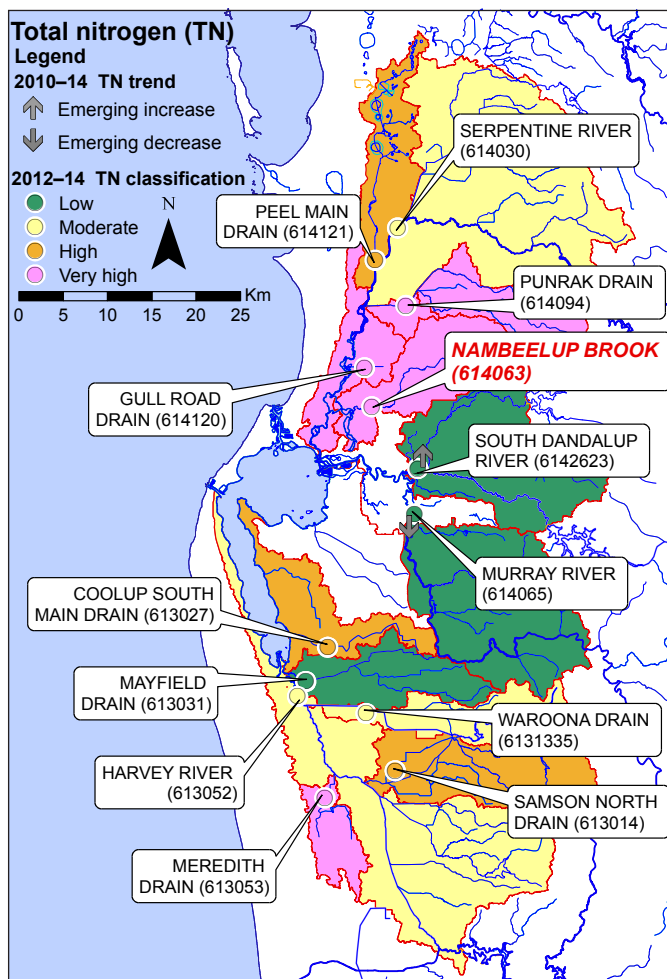 Total nitrogen (TN)
Legend
2010–14 TN trend
Emerging increase
Emerging decrease
2012–14 TN classification
Low
Moderate
High
Very high
N
Km
0 5 10 15 20 25
SERPENTINE RIVER
(614030)
PEEL MAIN
DRAIN (614121)
PUNRAK DRAIN
(614094)
NAMBEELUP BROOK
(614063)
GULL ROAD
DRAIN (614120)
SOUTH DANDALUP
RIVER (6142623)
MURRAY RIVER
(614065)
COOLUP SOUTH
MAIN DRAIN (613027)
MAYFIELD
DRAIN (613031)
WAROONA DRAIN
(6131335)
HARVEY RIVER
(613052)
SAMSON NORTH
DRAIN (613014)
MEREDITH
DRAIN (613053)